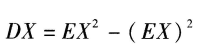 DX = EX² − (EX)²